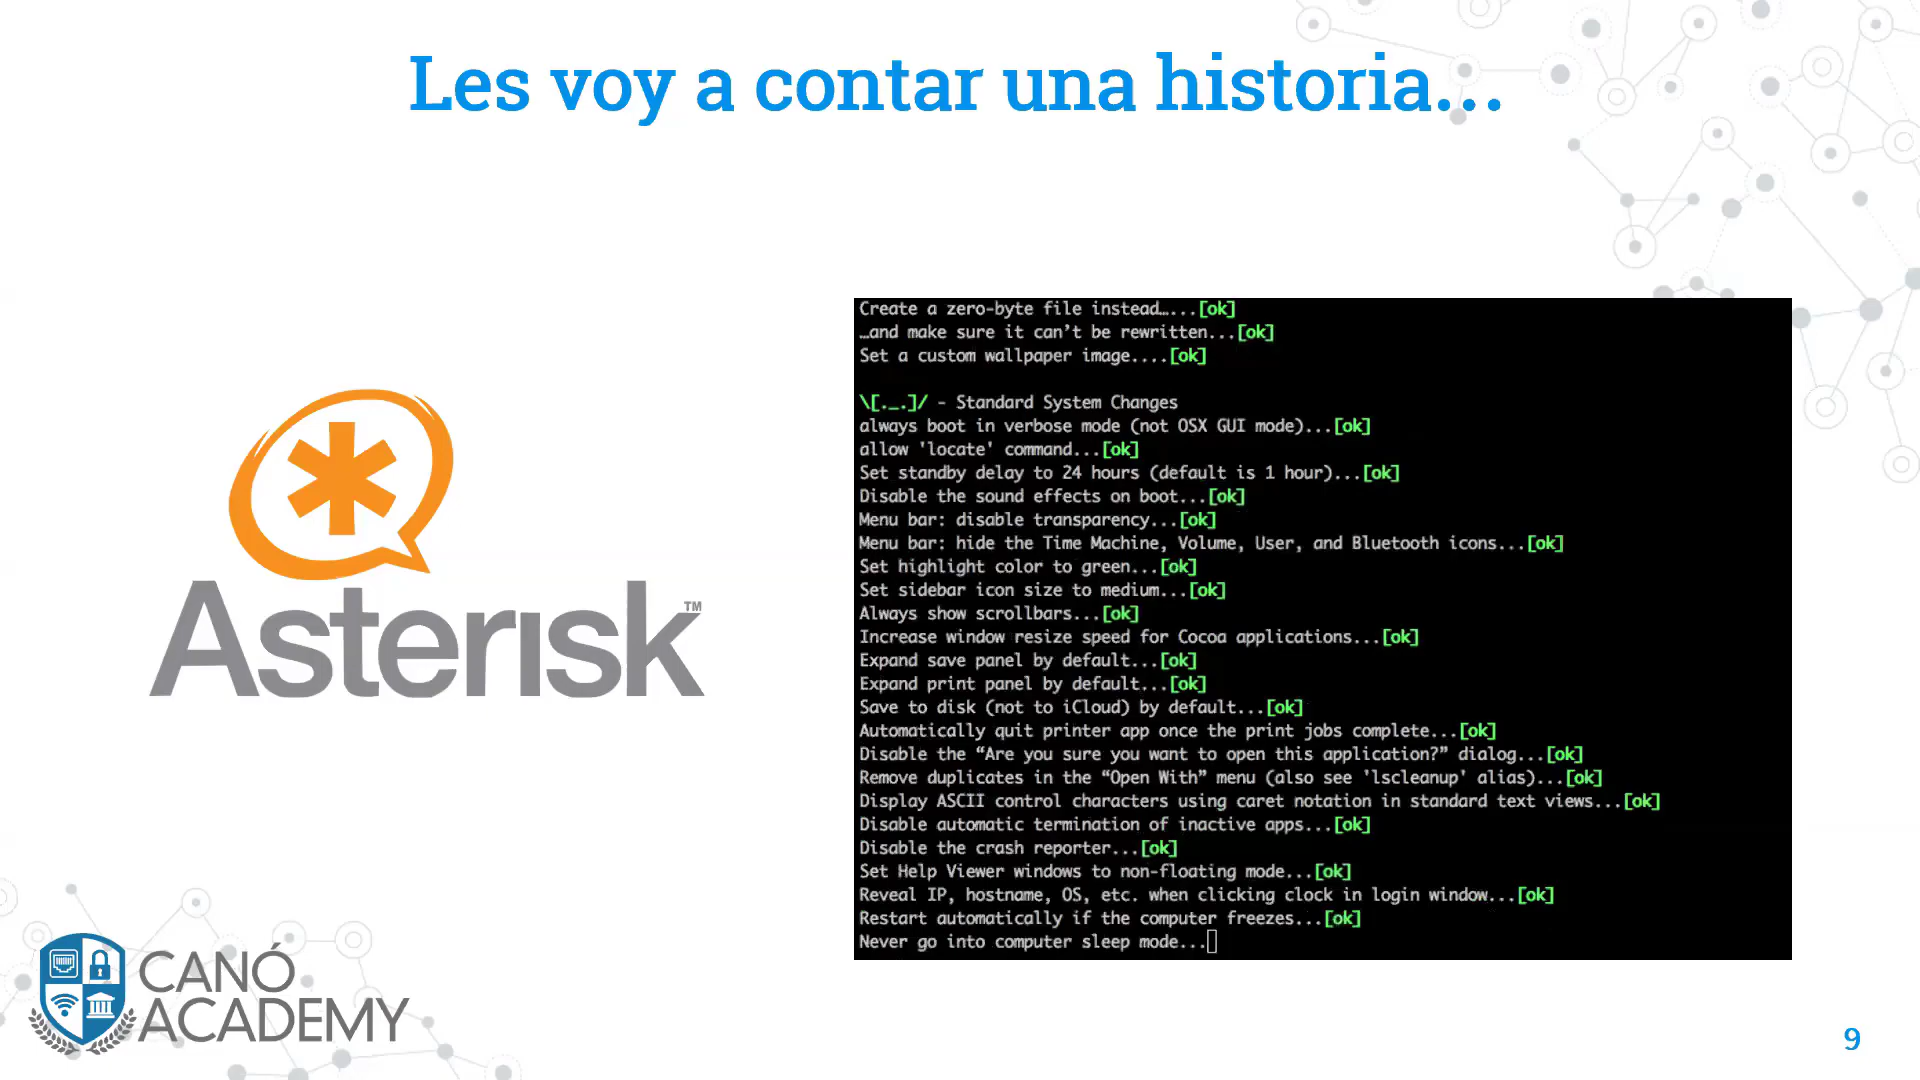 Les voy a contar una historia...
Asterisk™
Create a zero-byte file instead…...[ok]
…and make sure it can’t be rewritten...[ok]
Set a custom wallpaper image....[ok]
\[._.]/ - Standard System Changes
always boot in verbose mode (not OSX GUI mode)...[ok]
allow 'locate' command...[ok]
Set standby delay to 24 hours (default is 1 hour)...[ok]
Disable the sound effects on boot...[ok]
Menu bar: disable transparency...[ok]
Menu bar: hide the Time Machine, Volume, User, and Bluetooth icons...[ok]
Set highlight color to green...[ok]
Set sidebar icon size to medium...[ok]
Always show scrollbars...[ok]
Increase window resize speed for Cocoa applications...[ok]
Expand save panel by default...[ok]
Expand print panel by default...[ok]
Save to disk (not to iCloud) by default...[ok]
Automatically quit printer app once the print jobs complete...[ok]
Disable the “Are you sure you want to open this application?” dialog...[ok]
Remove duplicates in the “Open With” menu (also see 'lscleanup' alias)...[ok]
Display ASCII control characters using caret notation in standard text views...[ok]
Disable automatic termination of inactive apps...[ok]
Disable the crash reporter...[ok]
Set Help Viewer windows to non-floating mode...[ok]
Reveal IP, hostname, OS, etc. when clicking clock in login window...[ok]
Restart automatically if the computer freezes...[ok]
Never go into computer sleep mode...
CANÓ
ACADEMY
9